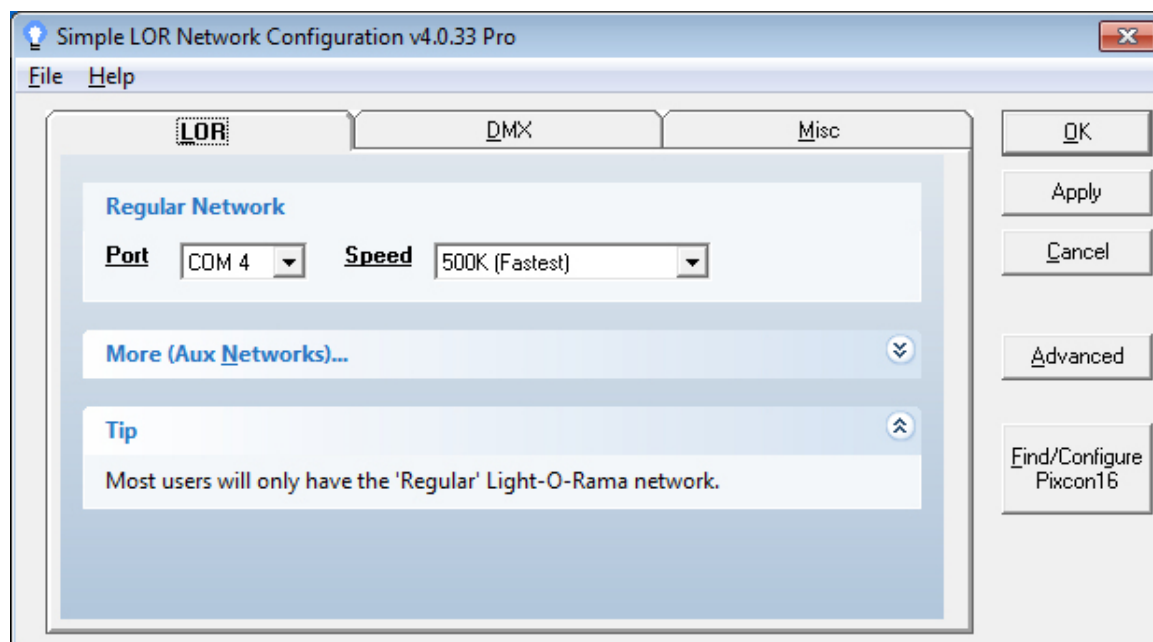 Simple LOR Network Configuration v4.0.33 Pro
File Help
LOR DMX Misc
OK
Apply
Cancel
Advanced
Find/Configure
Pixcon16
Regular Network
Port COM 4 Speed 500K (Fastest)
More (Aux Networks)...
Tip
Most users will only have the 'Regular' Light-O-Rama network.